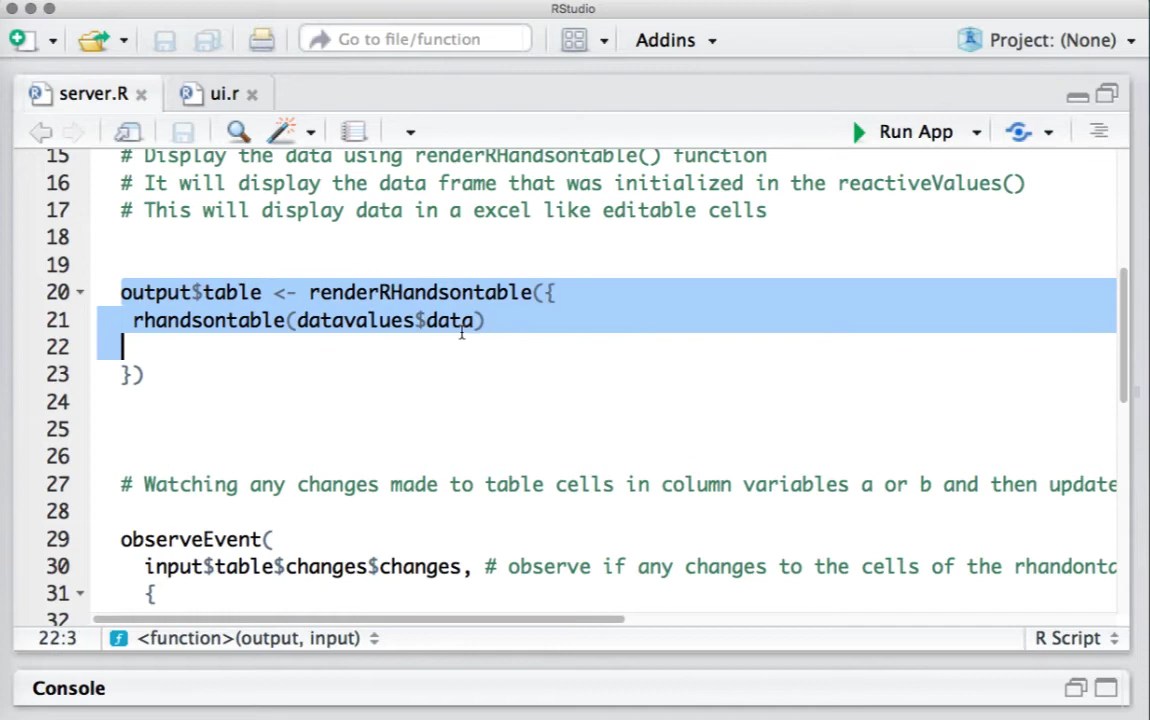 RStudio
Go to file/function
Addins
Project: (None)
server.R
ui.r
Run App
15 # Display the data using renderRHandsontable() function
16 # It will display the data frame that was initialized in the reactiveValues()
17 # This will display data in a excel like editable cells
18
19
20 output$table <- renderRHandsontable({
21 rhandsontable(datavalues$data)
22
23 })
24
25
26
27 # Watching any changes made to table cells in column variables a or b and then update
28
29 observeEvent(
30 input$table$changes$changes, # observe if any changes to the cells of the rhandonta
31 {
32
22:3 <function>(output, input) R Script
Console